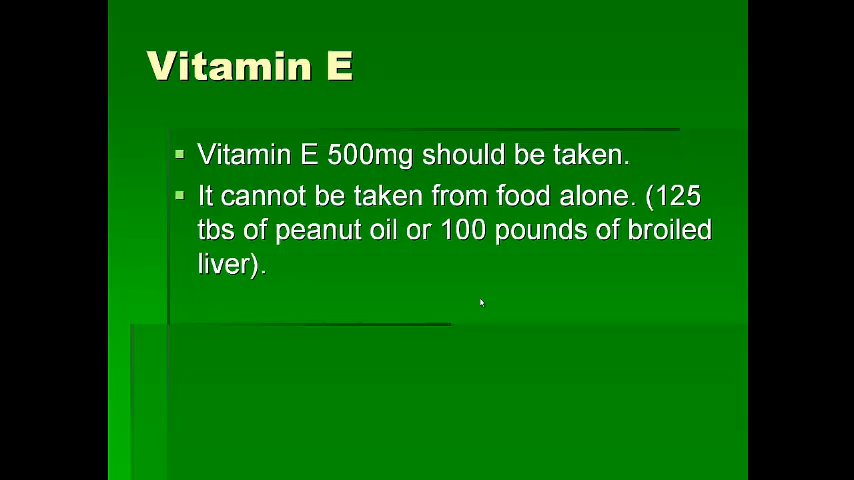 Vitamin E
▪ Vitamin E 500mg should be taken.
▪ It cannot be taken from food alone. (125
tbs of peanut oil or 100 pounds of broiled
liver).